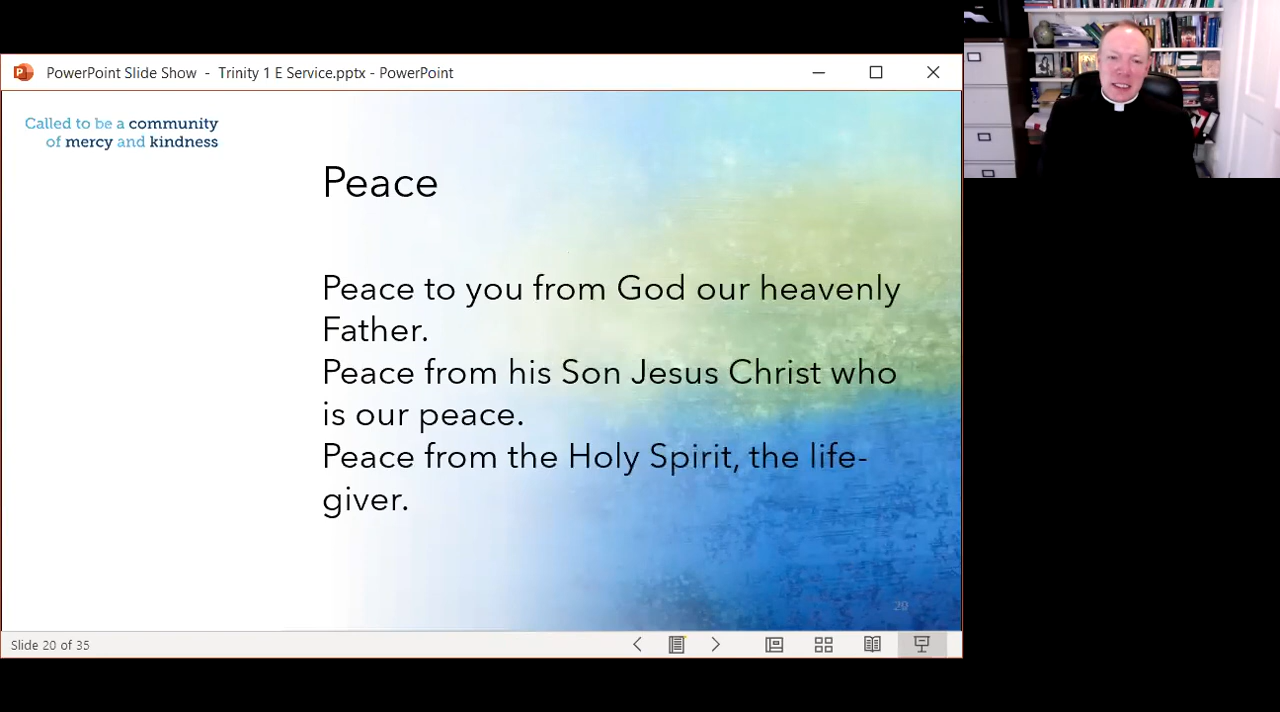 PowerPoint Slide Show - Trinity 1 E Service.pptx - PowerPoint
Called to be a community
of mercy and kindness
Peace
Peace to you from God our heavenly
Father.
Peace from his Son Jesus Christ who
is our peace.
Peace from the Holy Spirit, the life-
giver.
Slide 20 of 35